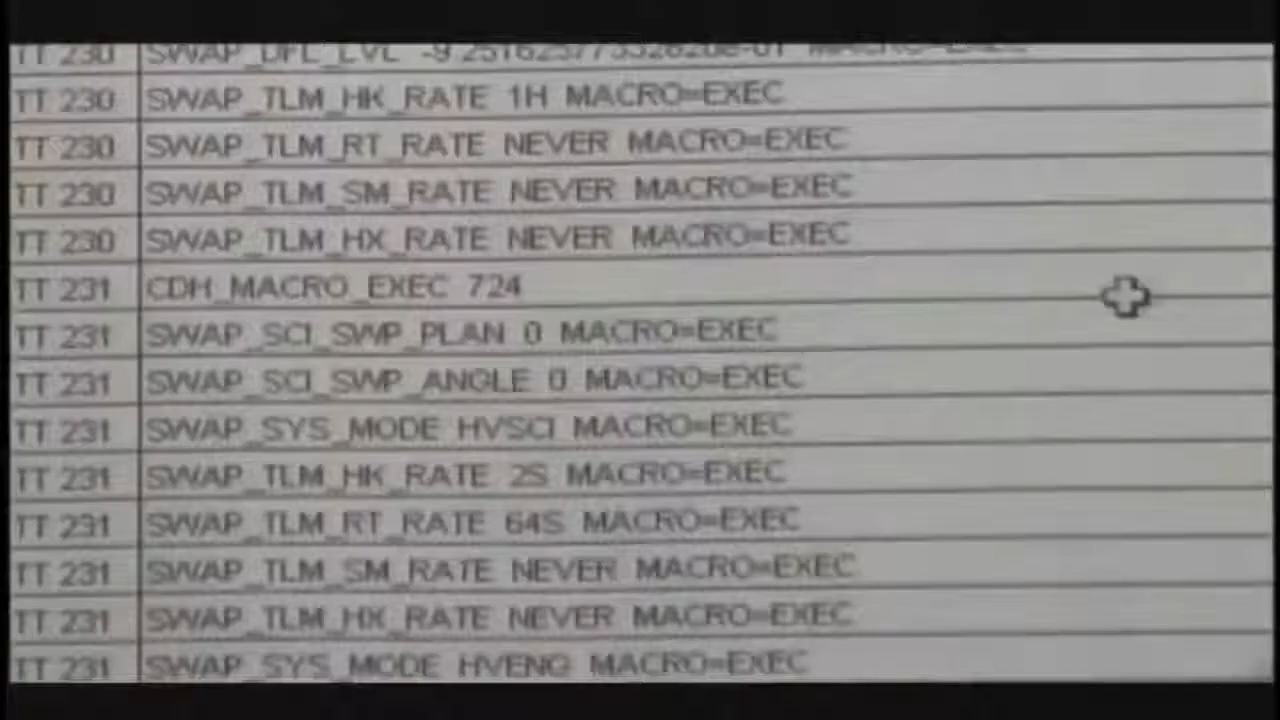 TT 230 SWAP_DFL_LVL
TT 230 SWAP_TLM_HK_RATE 1H MACRO=EXEC
TT 230 SWAP_TLM_RT_RATE NEVER MACRO=EXEC
TT 230 SWAP_TLM_SM_RATE NEVER MACRO=EXEC
TT 230 SWAP_TLM_HX_RATE NEVER MACRO=EXEC
TT 231 CDH_MACRO_EXEC 724
TT 231 SWAP_SCI_SWP_PLAN 0 MACRO=EXEC
TT 231 SWAP_SCI_SWP_ANGLE 0 MACRO=EXEC
TT 231 SWAP_SYS_MODE HVSCI MACRO=EXEC
TT 231 SWAP_TLM_HK_RATE 2S MACRO=EXEC
TT 231 SWAP_TLM_RT_RATE 64S MACRO=EXEC
TT 231 SWAP_TLM_SM_RATE NEVER MACRO=EXEC
TT 231 SWAP_TLM_HX_RATE NEVER MACRO=EXEC
TT 231 SWAP_SYS_MODE HVENG MACRO=EXEC